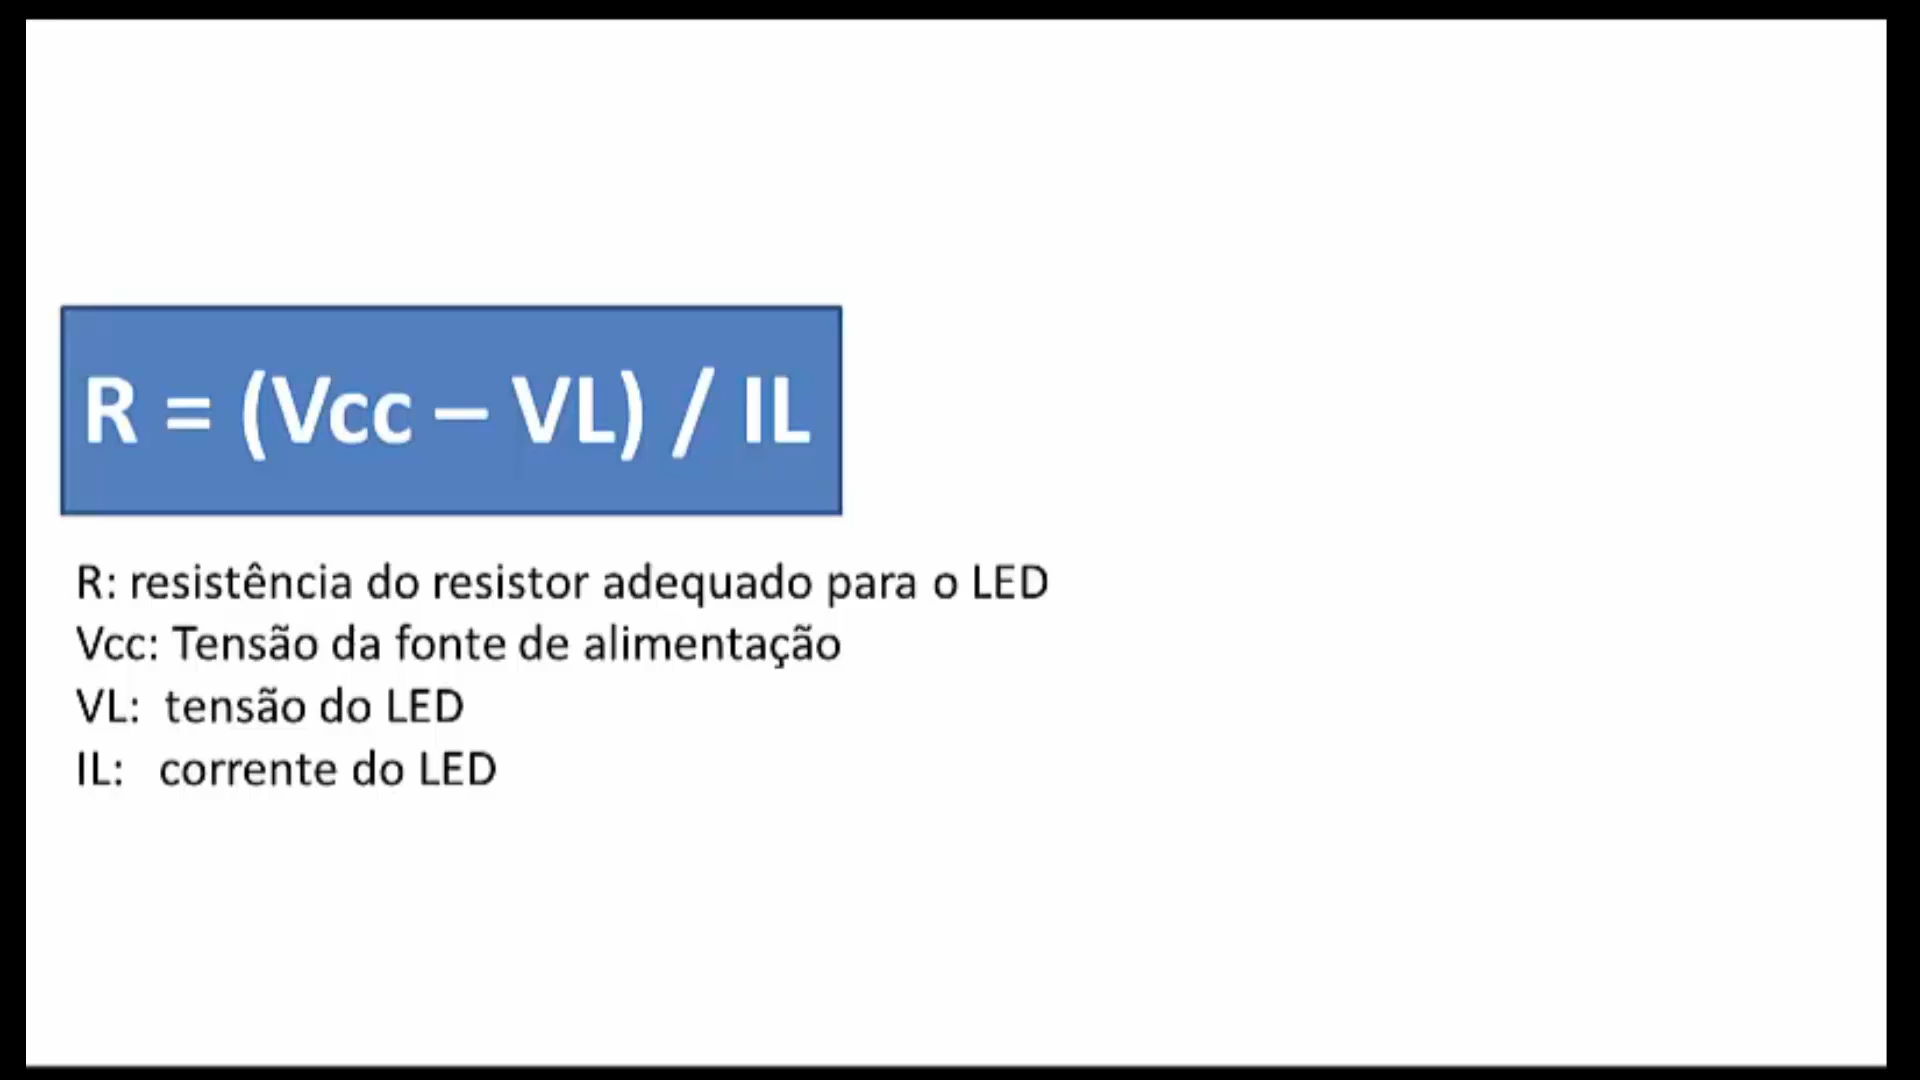 R = (Vcc – VL) / IL
R: resistência do resistor adequado para o LED
Vcc: Tensão da fonte de alimentação
VL: tensão do LED
IL: corrente do LED